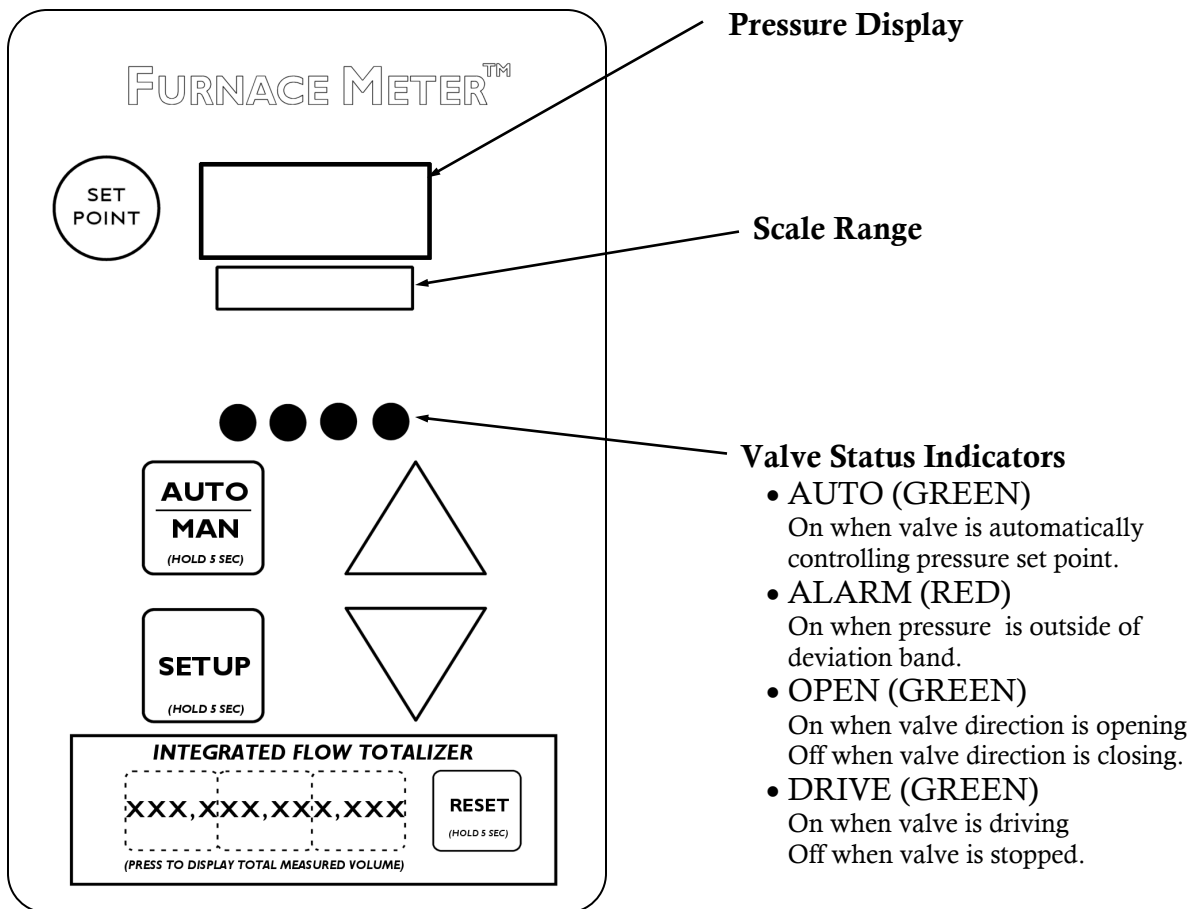 Pressure Display
FURNACE METER™
SET
POINT
Scale Range
Valve Status Indicators
• AUTO (GREEN)
On when valve is automatically
controlling pressure set point.
• ALARM (RED)
On when pressure is outside of
deviation band.
• OPEN (GREEN)
On when valve direction is opening
Off when valve direction is closing.
• DRIVE (GREEN)
On when valve is driving
Off when valve is stopped.
AUTO
MAN
(HOLD 5 SEC)
SETUP
(HOLD 5 SEC)
INTEGRATED FLOW TOTALIZER
XXX,XXX,XXX,XXX
RESET
(HOLD 5 SEC)
(PRESS TO DISPLAY TOTAL MEASURED VOLUME)